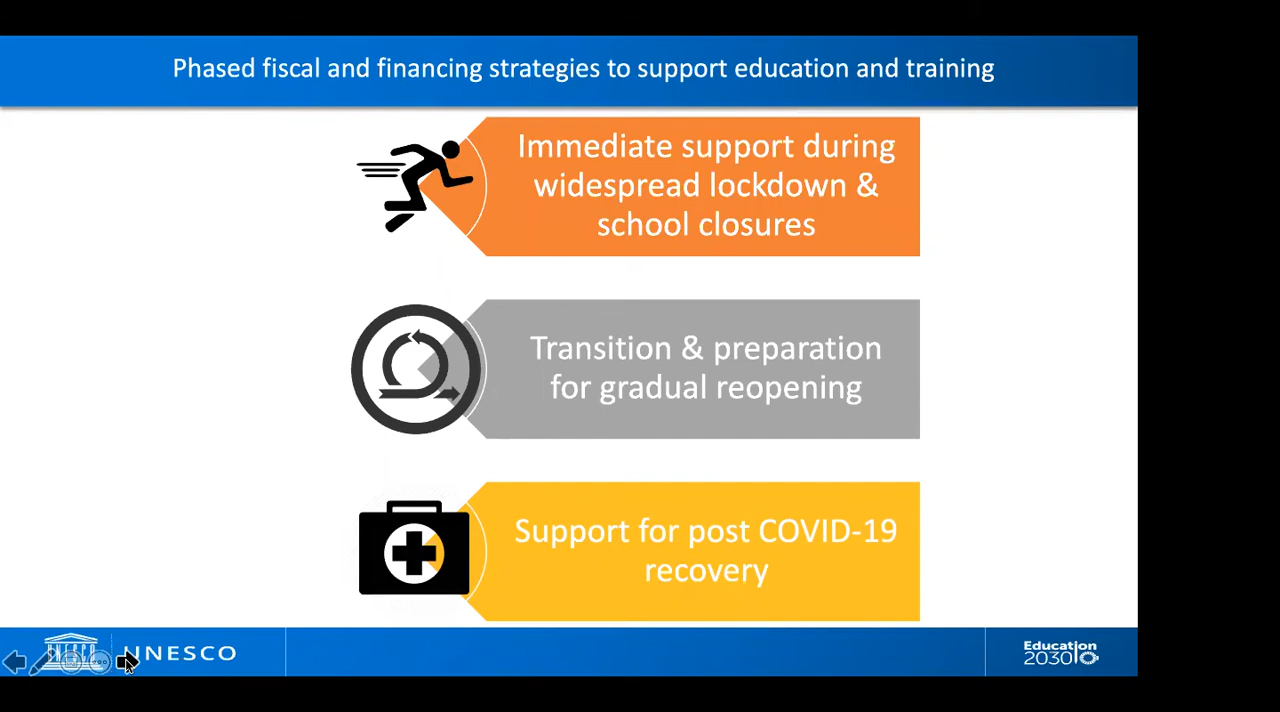 Phased fiscal and financing strategies to support education and training
Immediate support during
widespread lockdown &
school closures
Transition & preparation
for gradual reopening
Support for post COVID-19
recovery
UNESCO
Education
2030